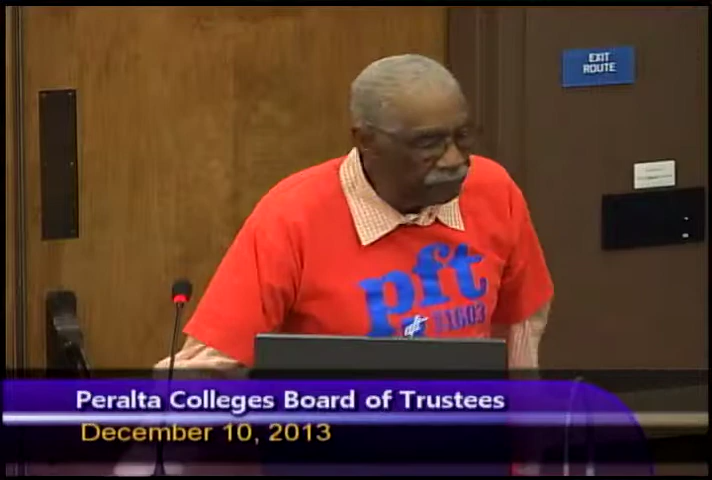 EXIT
ROUTE
pft
1603
Peralta Colleges Board of Trustees
December 10, 2013